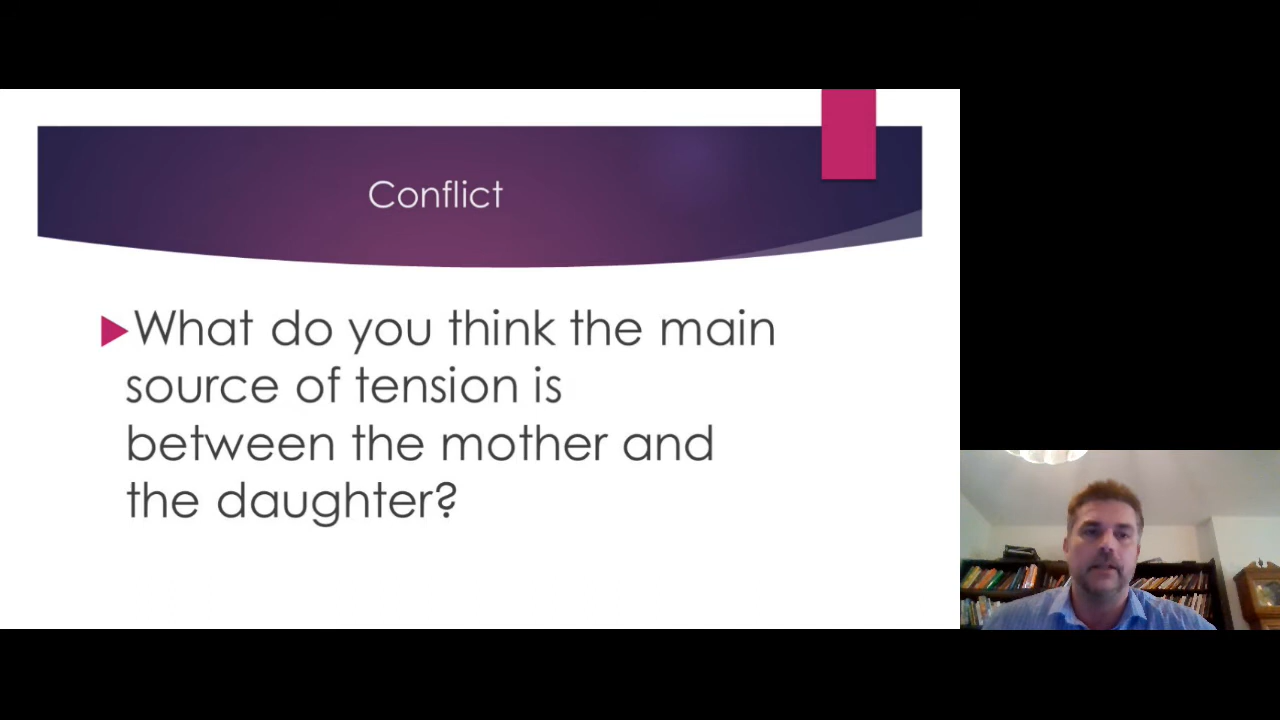 Conflict
What do you think the main
source of tension is
between the mother and
the daughter?